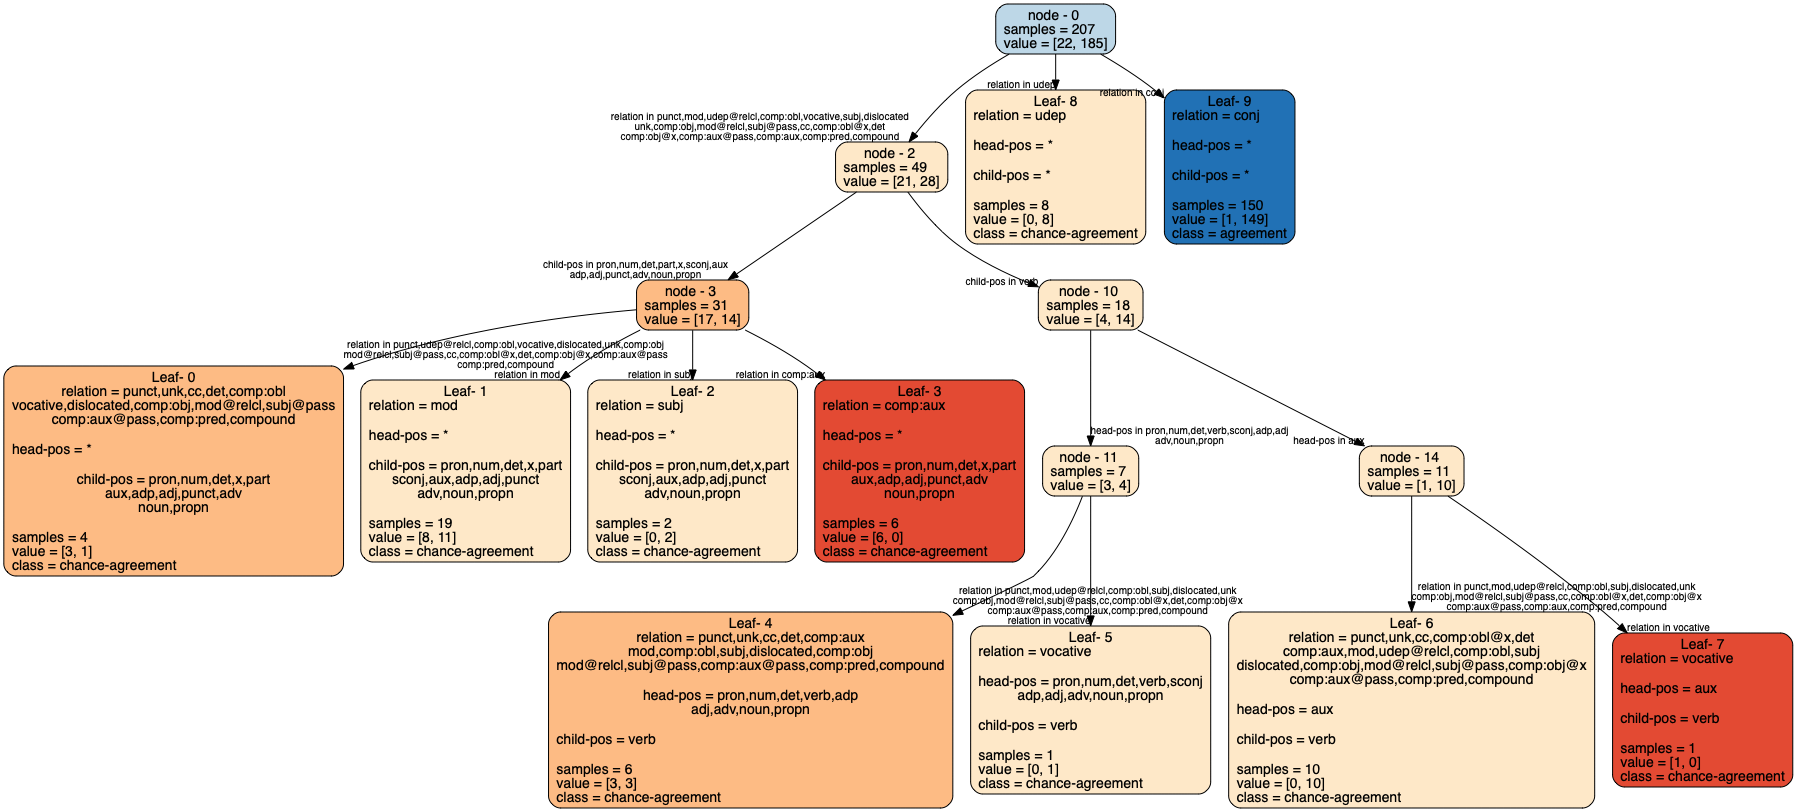 node - 0
samples = 207
value = [22, 185]
relation in udep
relation in conj
Leaf- 8
relation = udep
head-pos = *
child-pos = *
samples = 8
value = [0, 8]
class = chance-agreement
Leaf- 9
relation = conj
head-pos = *
child-pos = *
samples = 150
value = [1, 149]
class = agreement
relation in punct,mod,udep@relcl,comp:obl,vocative,subj,dislocated
unk,comp:obj,mod@relcl,subj@pass,cc,comp:obl@x,det
comp:obj@x,comp:aux@pass,comp:aux,comp:pred,compound
node - 2
samples = 49
value = [21, 28]
child-pos in pron,num,det,part,x,sconj,aux
adp,adj,punct,adv,noun,propn
child-pos in verb
node - 3
samples = 31
value = [17, 14]
node - 10
samples = 18
value = [4, 14]
relation in punct,udep@relcl,comp:obl,vocative,dislocated,unk,comp:obj
mod@relcl,subj@pass,cc,comp:obl@x,det,comp:obj@x,comp:aux@pass
comp:pred,compound
relation in mod
relation in subj
relation in comp:aux
Leaf- 0
relation = punct,unk,cc,det,comp:obl
vocative,dislocated,comp:obj,mod@relcl,subj@pass
comp:aux@pass,comp:pred,compound
head-pos = *
child-pos = pron,num,det,x,part
aux,adp,adj,punct,adv
noun,propn
samples = 4
value = [3, 1]
class = chance-agreement
Leaf- 1
relation = mod
head-pos = *
child-pos = pron,num,det,x,part
sconj,aux,adp,adj,punct
adv,noun,propn
samples = 19
value = [8, 11]
class = chance-agreement
Leaf- 2
relation = subj
head-pos = *
child-pos = pron,num,det,x,part
sconj,aux,adp,adj,punct
adv,noun,propn
samples = 2
value = [0, 2]
class = chance-agreement
Leaf- 3
relation = comp:aux
head-pos = *
child-pos = pron,num,det,x,part
aux,adp,adj,punct,adv
noun,propn
samples = 6
value = [6, 0]
class = chance-agreement
head-pos in pron,num,det,verb,sconj,adp,adj
adv,noun,propn
head-pos in aux
node - 11
samples = 7
value = [3, 4]
node - 14
samples = 11
value = [1, 10]
relation in punct,mod,udep@relcl,comp:obl,subj,dislocated,unk
comp:obj,mod@relcl,subj@pass,cc,comp:obl@x,det,comp:obj@x
comp:aux@pass,comp:aux,comp:pred,compound
relation in vocative
relation in punct,mod,udep@relcl,comp:obl,subj,dislocated,unk
comp:obj,mod@relcl,subj@pass,cc,comp:obl@x,det,comp:obj@x
comp:aux@pass,comp:aux,comp:pred,compound
relation in vocative
Leaf- 4
relation = punct,unk,cc,det,comp:aux
mod,comp:obl,subj,dislocated,comp:obj
mod@relcl,subj@pass,comp:aux@pass,comp:pred,compound
head-pos = pron,num,det,verb,adp
adj,adv,noun,propn
child-pos = verb
samples = 6
value = [3, 3]
class = chance-agreement
Leaf- 5
relation = vocative
head-pos = pron,num,det,verb,sconj
adp,adj,adv,noun,propn
child-pos = verb
samples = 1
value = [0, 1]
class = chance-agreement
Leaf- 6
relation = punct,unk,cc,comp:obl@x,det
comp:aux,mod,udep@relcl,comp:obl,subj
dislocated,comp:obj,mod@relcl,subj@pass,comp:obj@x
comp:aux@pass,comp:pred,compound
head-pos = aux
child-pos = verb
samples = 10
value = [0, 10]
class = chance-agreement
Leaf- 7
relation = vocative
head-pos = aux
child-pos = verb
samples = 1
value = [1, 0]
class = chance-agreement